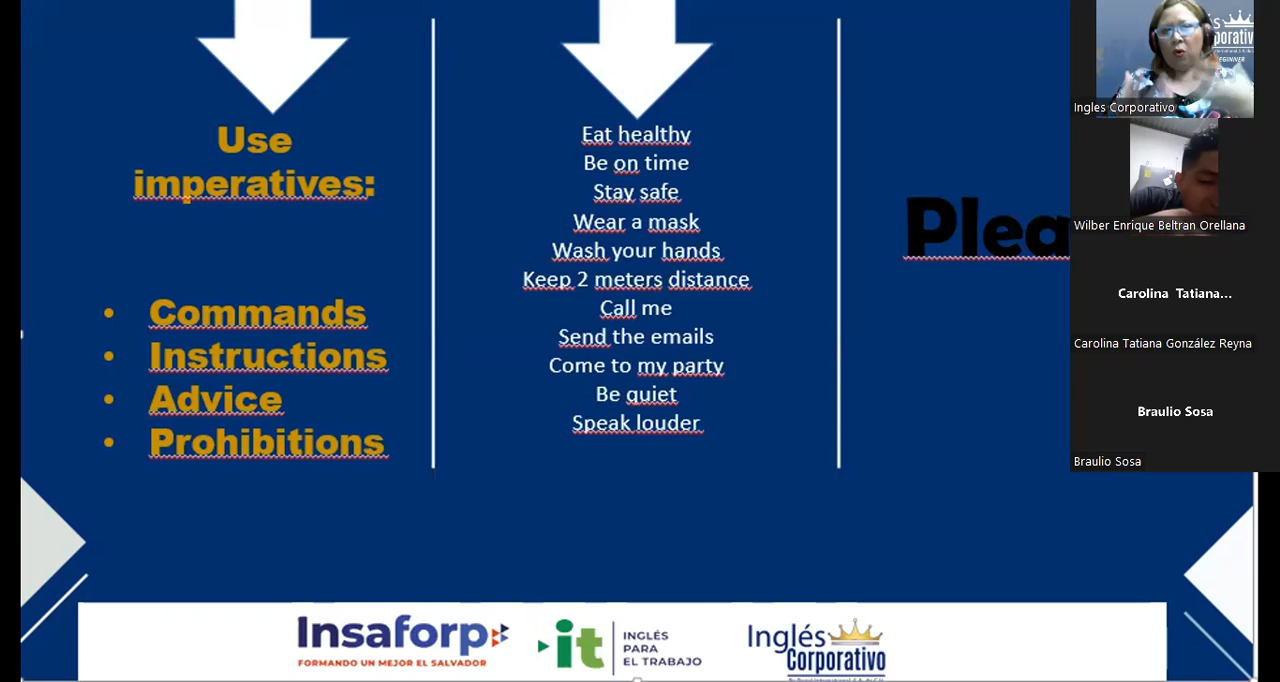 Use
imperatives:
• Commands
• Instructions
• Advice
• Prohibitions
Eat healthy
Be on time
Stay safe
Wear a mask
Wash your hands
Keep 2 meters distance
Call me
Send the emails
Come to my party
Be quiet
Speak louder
Plea
Ingles Corporativo
Wilber Enrique Beltran Orellana
Carolina Tatiana...
Carolina Tatiana González Reyna
Braulio Sosa
Braulio Sosa
Insaforp
FORMANDO UN MEJOR EL SALVADOR
it
INGLÉS
PARA
EL TRABAJO
Inglés
Corporativo